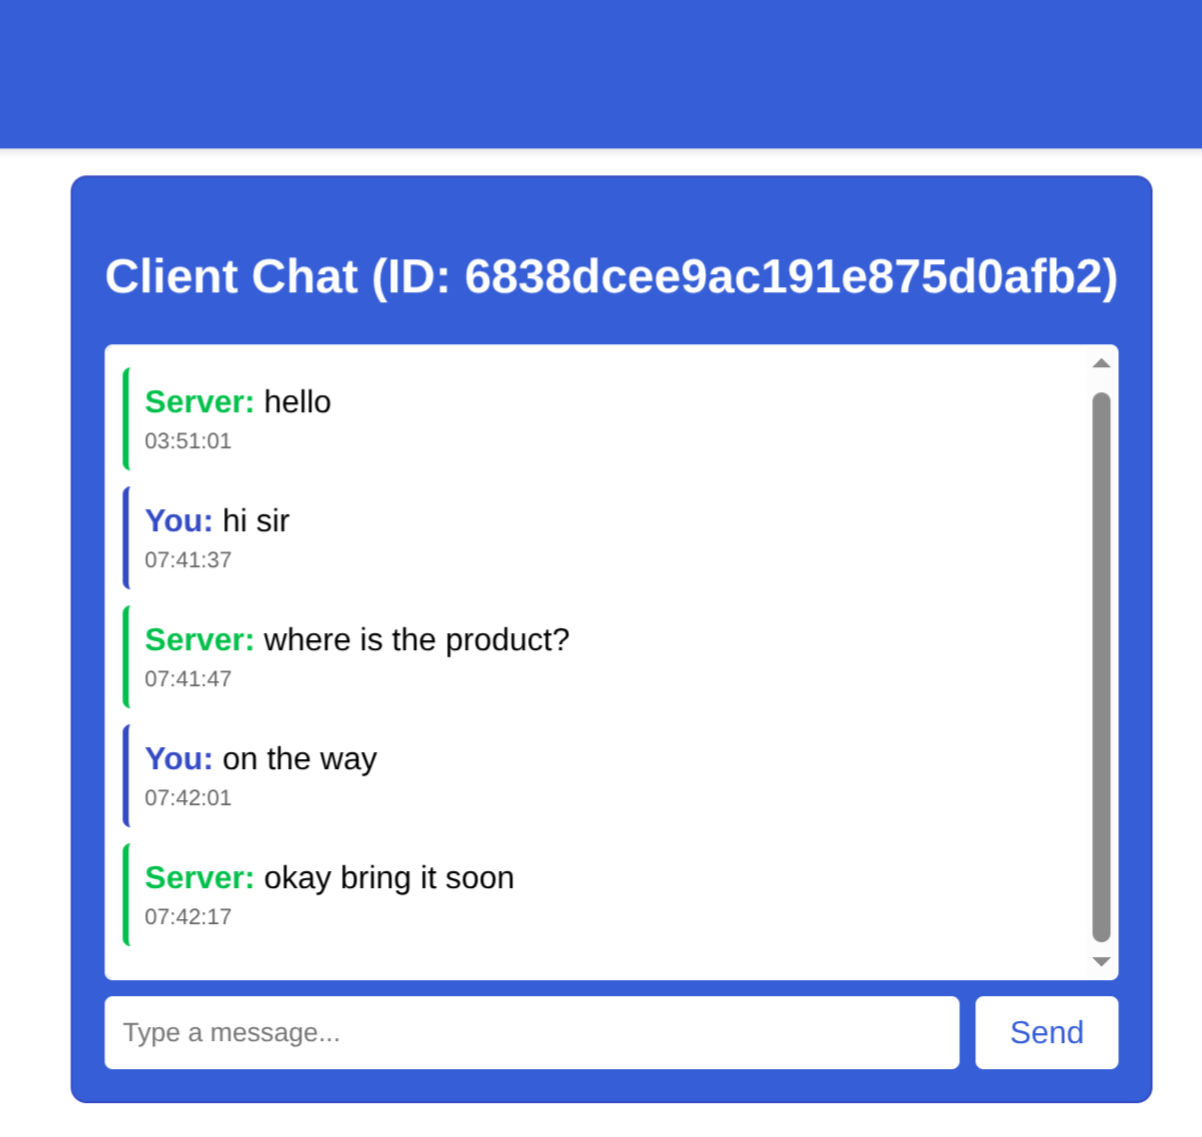 Client Chat (ID: 6838dcee9ac191e875d0afb2)
Server: hello
03:51:01
You: hi sir
07:41:37
Server: where is the product?
07:41:47
You: on the way
07:42:01
Server: okay bring it soon
07:42:17
Type a message...
Send